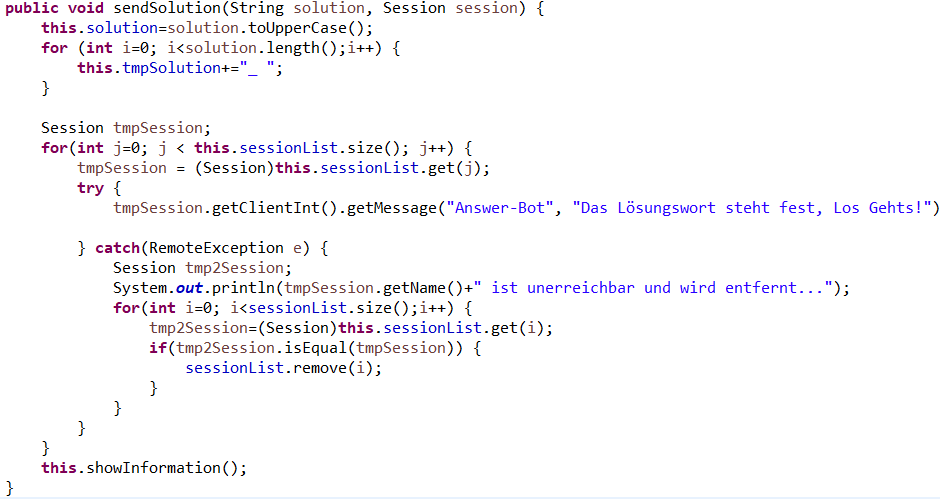 public void sendSolution(String solution, Session session) {
    this.solution=solution.toUpperCase();
    for (int i=0; i<solution.length();i++) {
        this.tmpSolution+="_ ";
    }

    Session tmpSession;
    for(int j=0; j < this.sessionList.size(); j++) {
        tmpSession = (Session)this.sessionList.get(j);
        try {
            tmpSession.getClientInt().getMessage("Answer-Bot", "Das Lösungswort steht fest, Los Gehts!")

        } catch(RemoteException e) {
            Session tmp2Session;
            System.out.println(tmpSession.getName()+" ist unerreichbar und wird entfernt...");
            for(int i=0; i<sessionList.size();i++) {
                tmp2Session=(Session)this.sessionList.get(i);
                if(tmp2Session.isEqual(tmpSession)) {
                    sessionList.remove(i);
                }
            }
        }
    }
    this.showInformation();
}